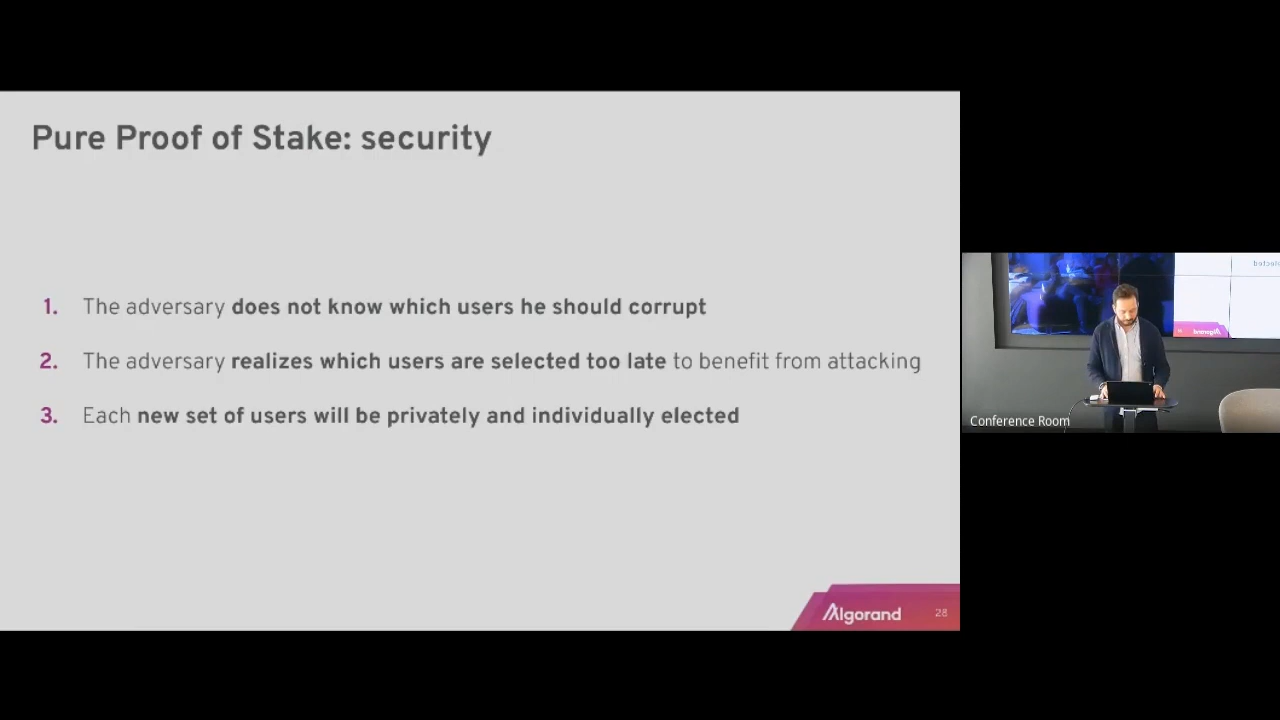 Pure Proof of Stake: security
1. The adversary does not know which users he should corrupt
2. The adversary realizes which users are selected too late to benefit from attacking
3. Each new set of users will be privately and individually elected
Algorand 28
Conference Room